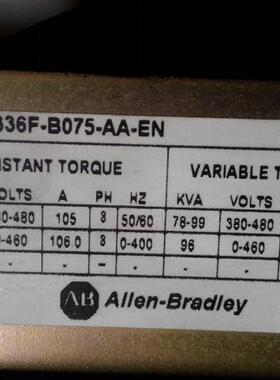 336F-B075-AA-EN
STANT TORQUE VARIABLE T
OLTS A PH HZ KVA VOLTS
0-480 105 3 50/60 78-99 380-480
0-460 106.0 3 0-400 96 0-460
- - - - - -
AB Allen-Bradley